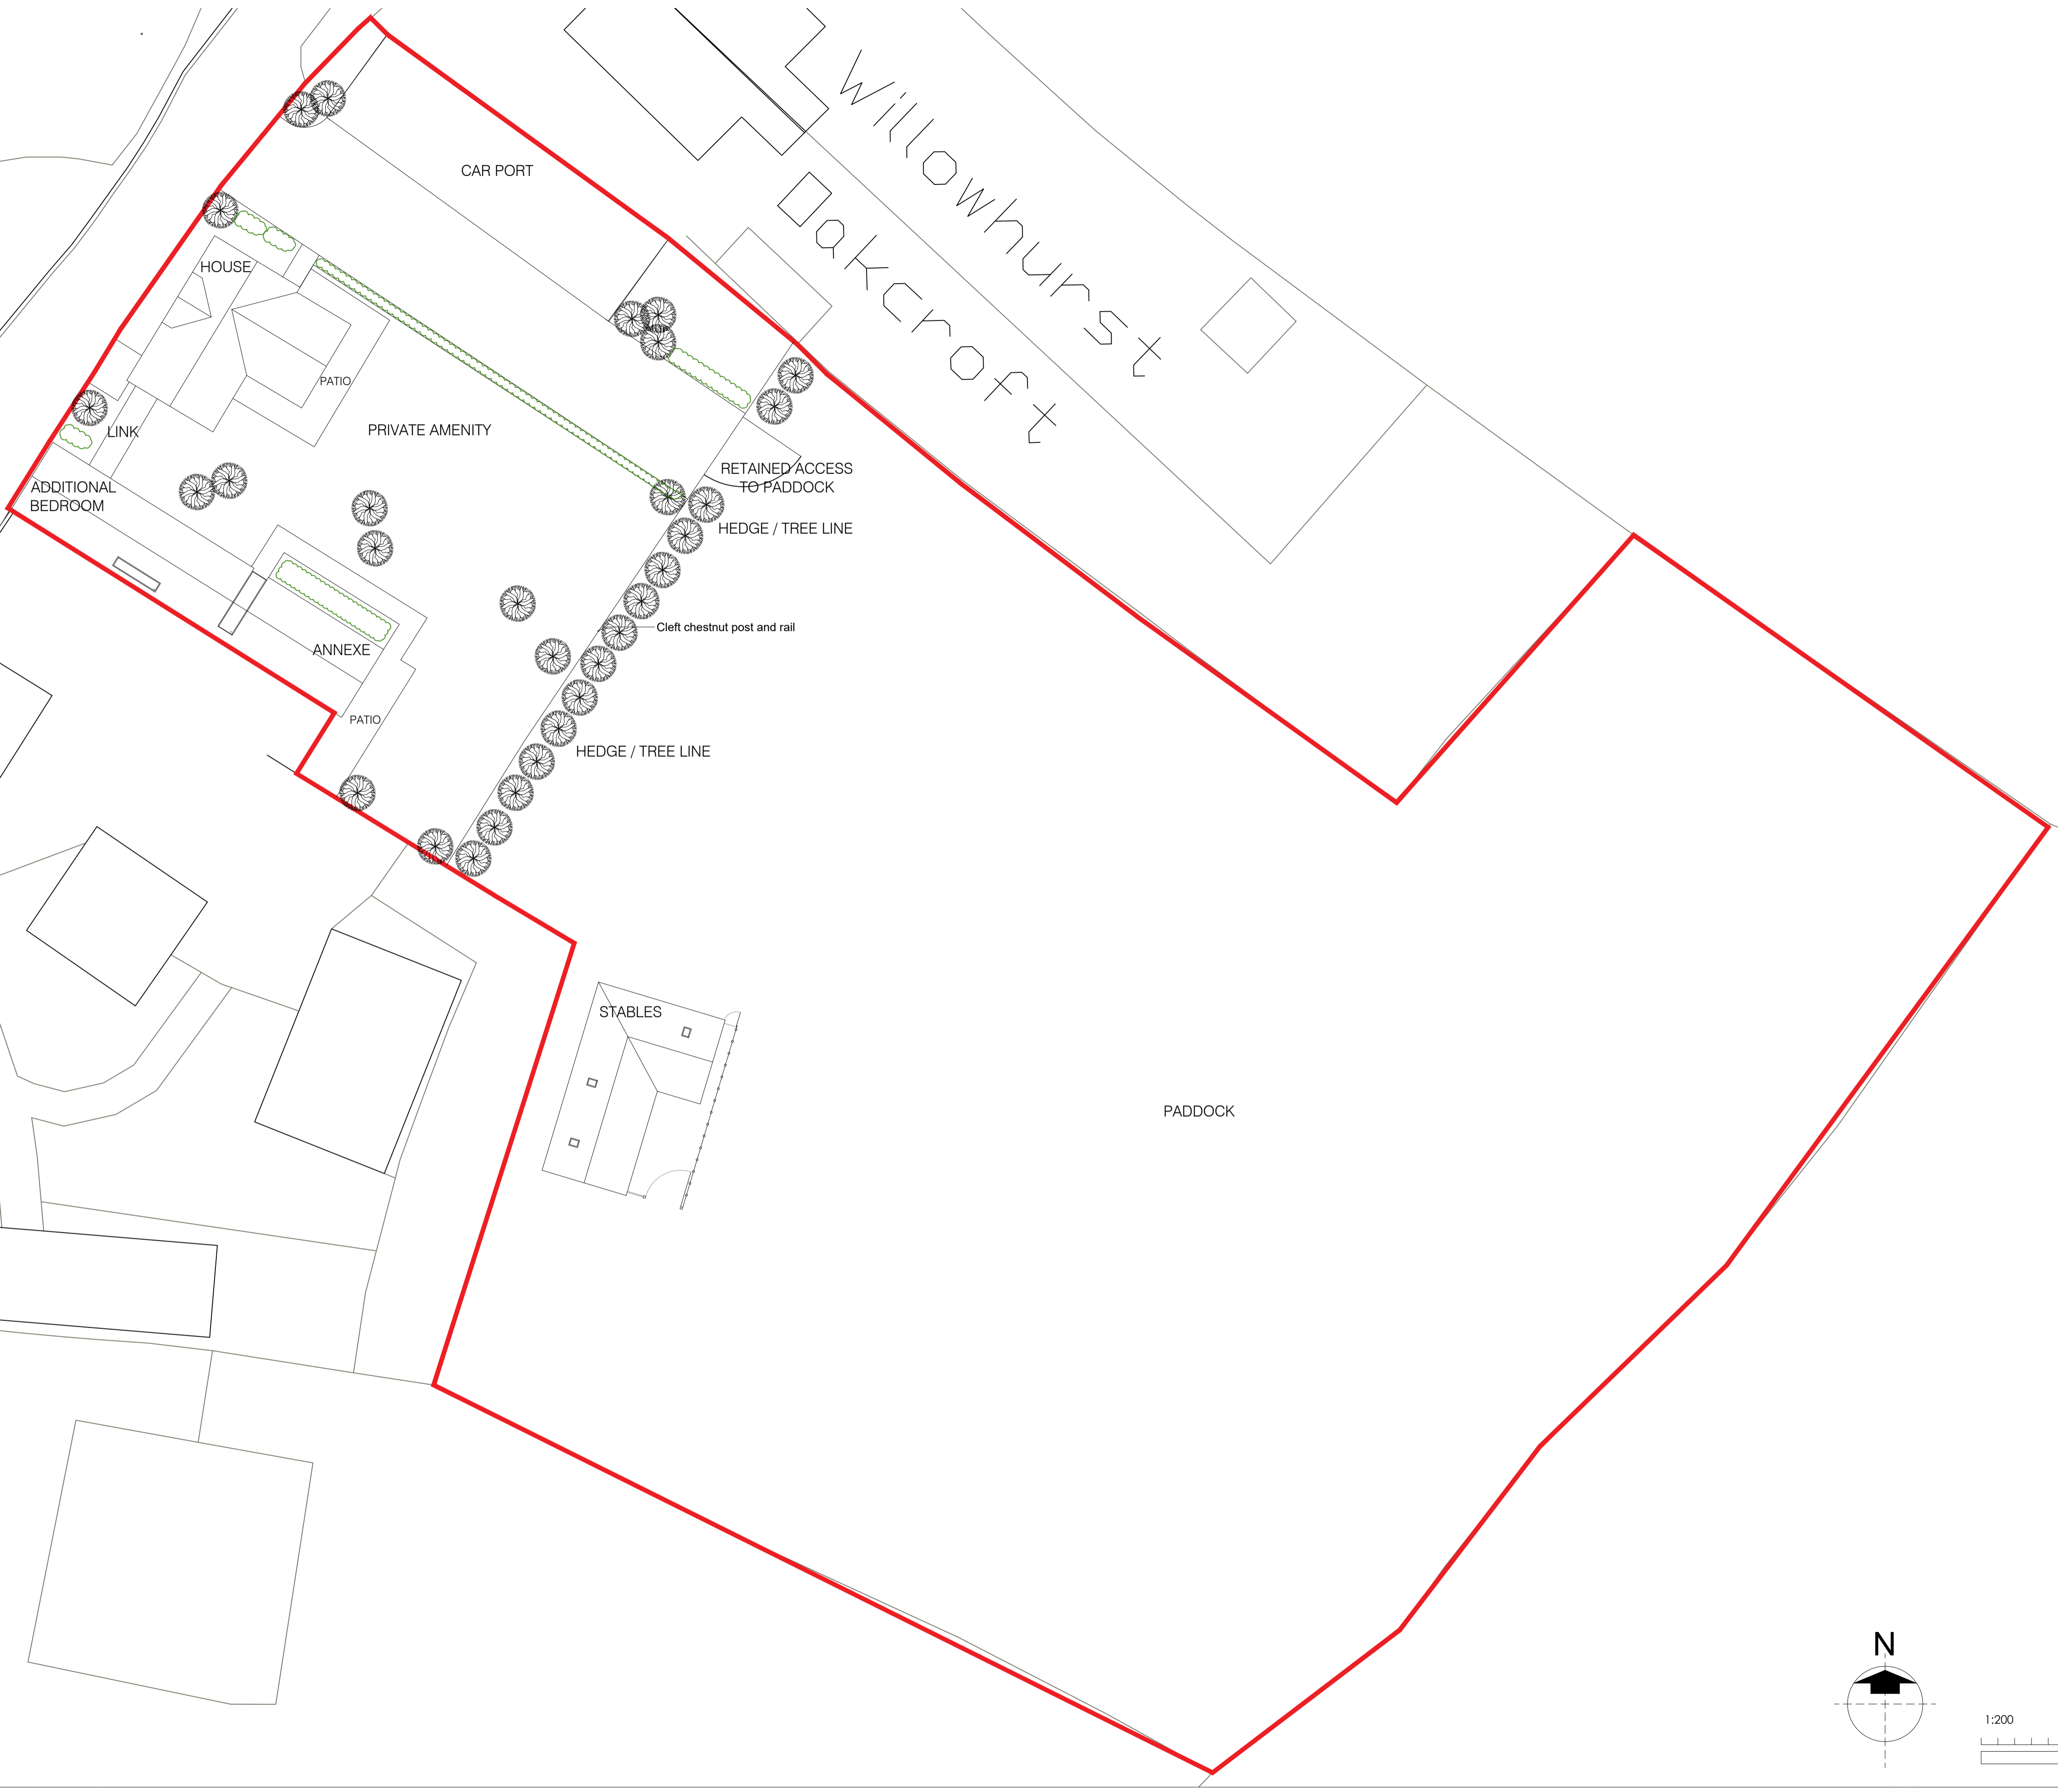 Willowhurst
Oakcroft
CAR PORT
HOUSE
PATIO
PRIVATE AMENITY
LINK
RETAINED ACCESS
TO PADDOCK
ADDITIONAL
BEDROOM
HEDGE / TREE LINE
Cleft chestnut post and rail
ANNEXE
PATIO
HEDGE / TREE LINE
STABLES
PADDOCK
N
1:200